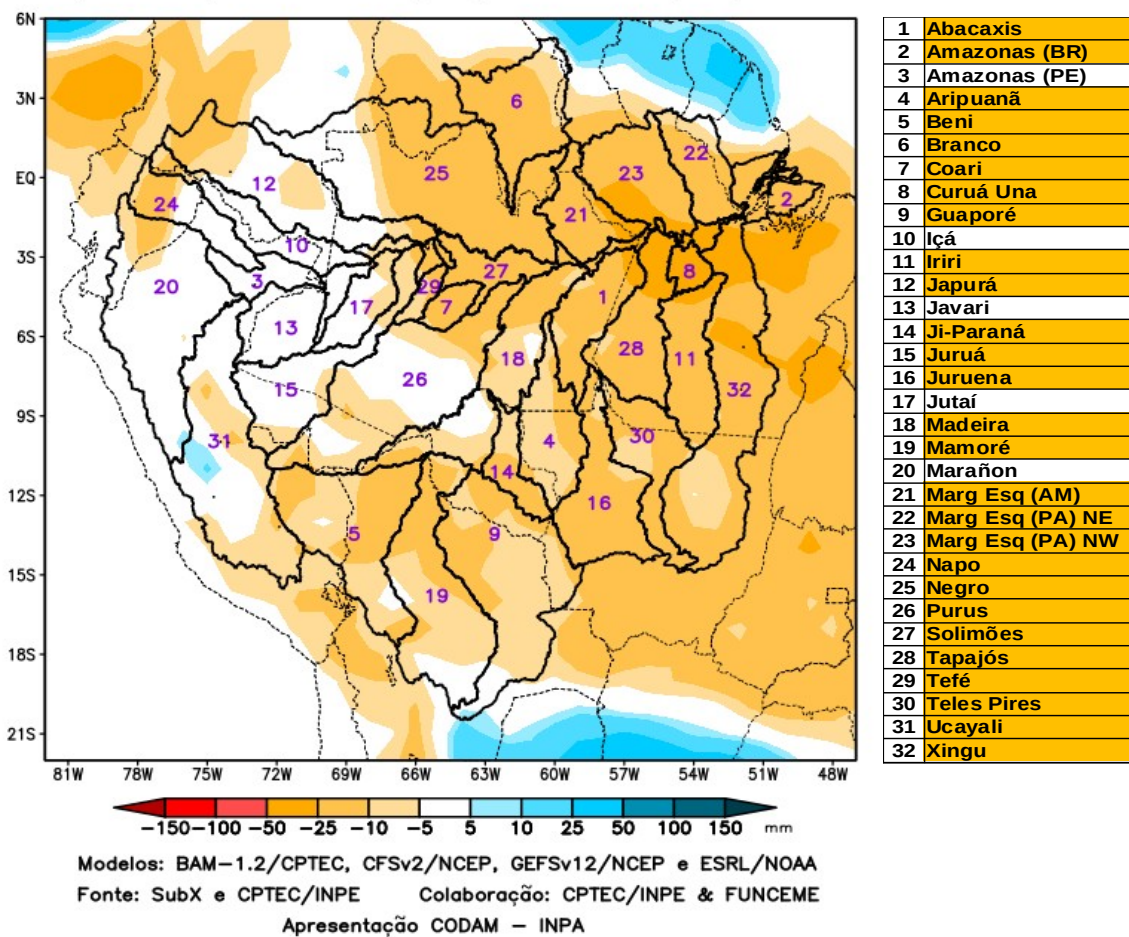 6N
3N
EQ
3S
6S
9S
12S
15S
18S
21S
81W 78W 75W 72W 69W 66W 63W 60W 57W 54W 51W 48W
6
25
12
23
22
24
21
2
10
20
3
27
8
29
17
7
1
13
18
28
11
15
26
32
31
4
30
14
16
5
9
19
1 Abacaxis
2 Amazonas (BR)
3 Amazonas (PE)
4 Aripuanã
5 Beni
6 Branco
7 Coari
8 Curuá Una
9 Guaporé
10 Içá
11 Iriri
12 Japurá
13 Javari
14 Ji-Paraná
15 Juruá
16 Juruena
17 Jutaí
18 Madeira
19 Mamoré
20 Marañon
21 Marg Esq (AM)
22 Marg Esq (PA) NE
23 Marg Esq (PA) NW
24 Napo
25 Negro
26 Purus
27 Solimões
28 Tapajós
29 Tefé
30 Teles Pires
31 Ucayali
32 Xingu
-150 -100 -50 -25 -10 -5 5 10 25 50 100 150 mm
Modelos: BAM-1.2/CPTEC, CFSv2/NCEP, GEFSv12/NCEP e ESRL/NOAA
Fonte: SubX e CPTEC/INPE Colaboração: CPTEC/INPE & FUNCEME
Apresentação CODAM - INPA